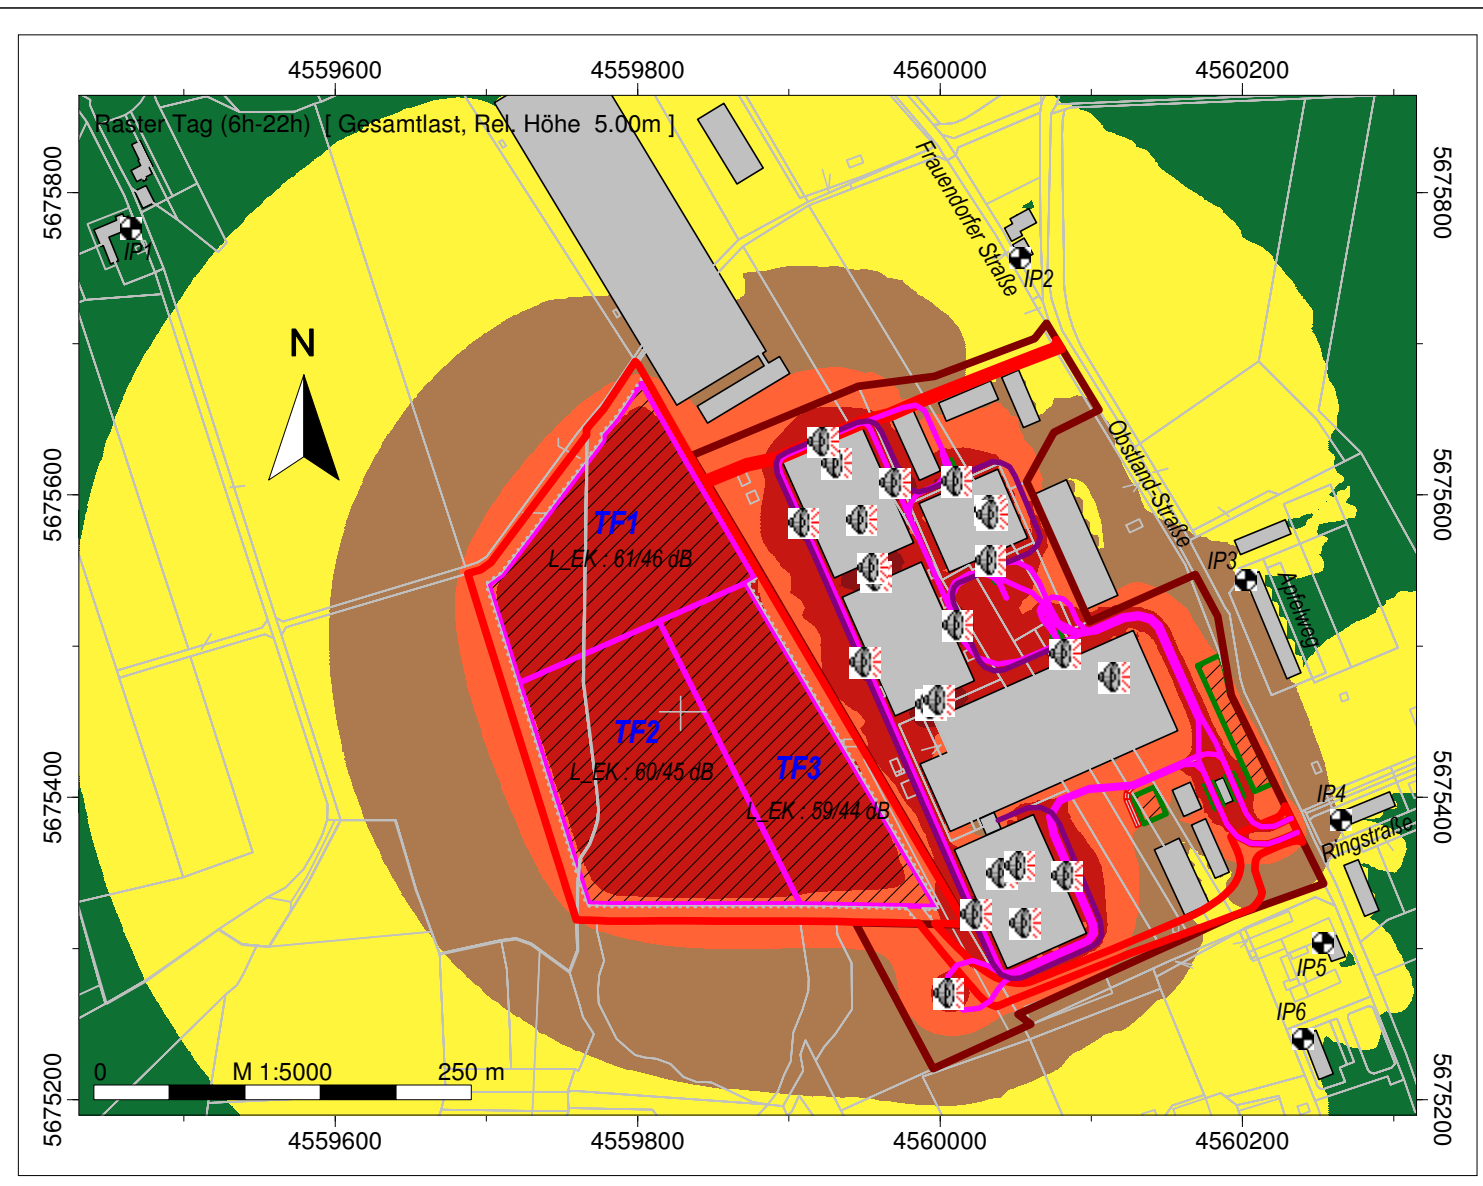 4559600 4559800 4560000 4560200
Raster Tag (6h-22h) [ Gesamtlast, Rel. Höhe 5.00m ]
5675800
5675800
Frauendorfer Straße
IP1
IP2
N
Obstland-Straße
5675600
5675600
TF1
L_EK : 61/46 dB
IP3
Apfelweg
TF2
L_EK : 60/45 dB
TF3
L_EK : 59/44 dB
IP4
Ringstraße
5675400
5675400
IP5
IP6
0 M 1:5000 250 m
5675200
5675200
4559600 4559800 4560000 4560200